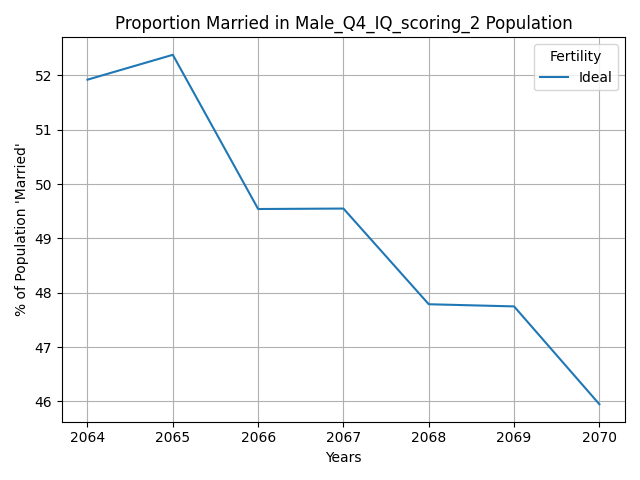 Proportion Married in Male_Q4_IQ_scoring_2 Population
Fertility
Ideal
% of Population 'Married'
52
51
50
49
48
47
46
2064 2065 2066 2067 2068 2069 2070
Years